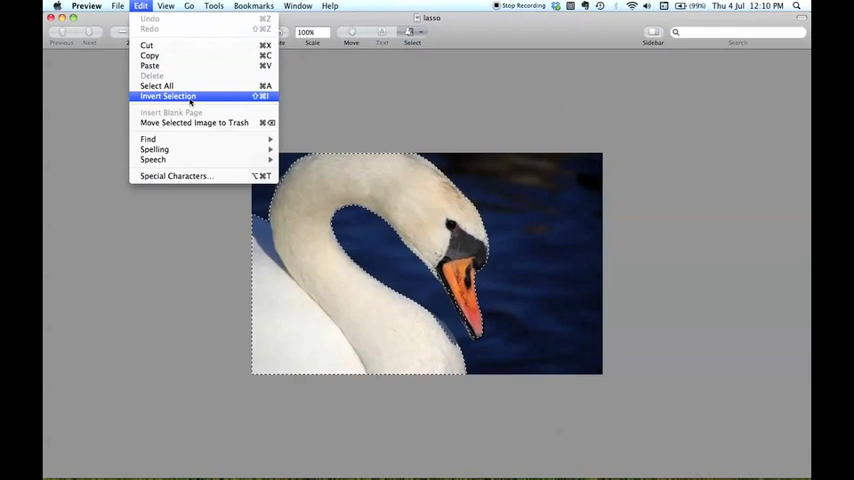 Preview File Edit View Go Tools Bookmarks Window Help Stop Recording (99%) Thu 4 Jul 12:10 PM
lasso
100%
Previous Next Scale Move Text Select Sidebar Search
Undo ⌘Z
Redo ⇧⌘Z
Cut ⌘X
Copy ⌘C
Paste ⌘V
Delete
Select All ⌘A
Invert Selection ⇧⌘I
Insert Blank Page
Move Selected Image to Trash ⌘⌫
Find
Spelling
Speech
Special Characters... ⌥⌘T